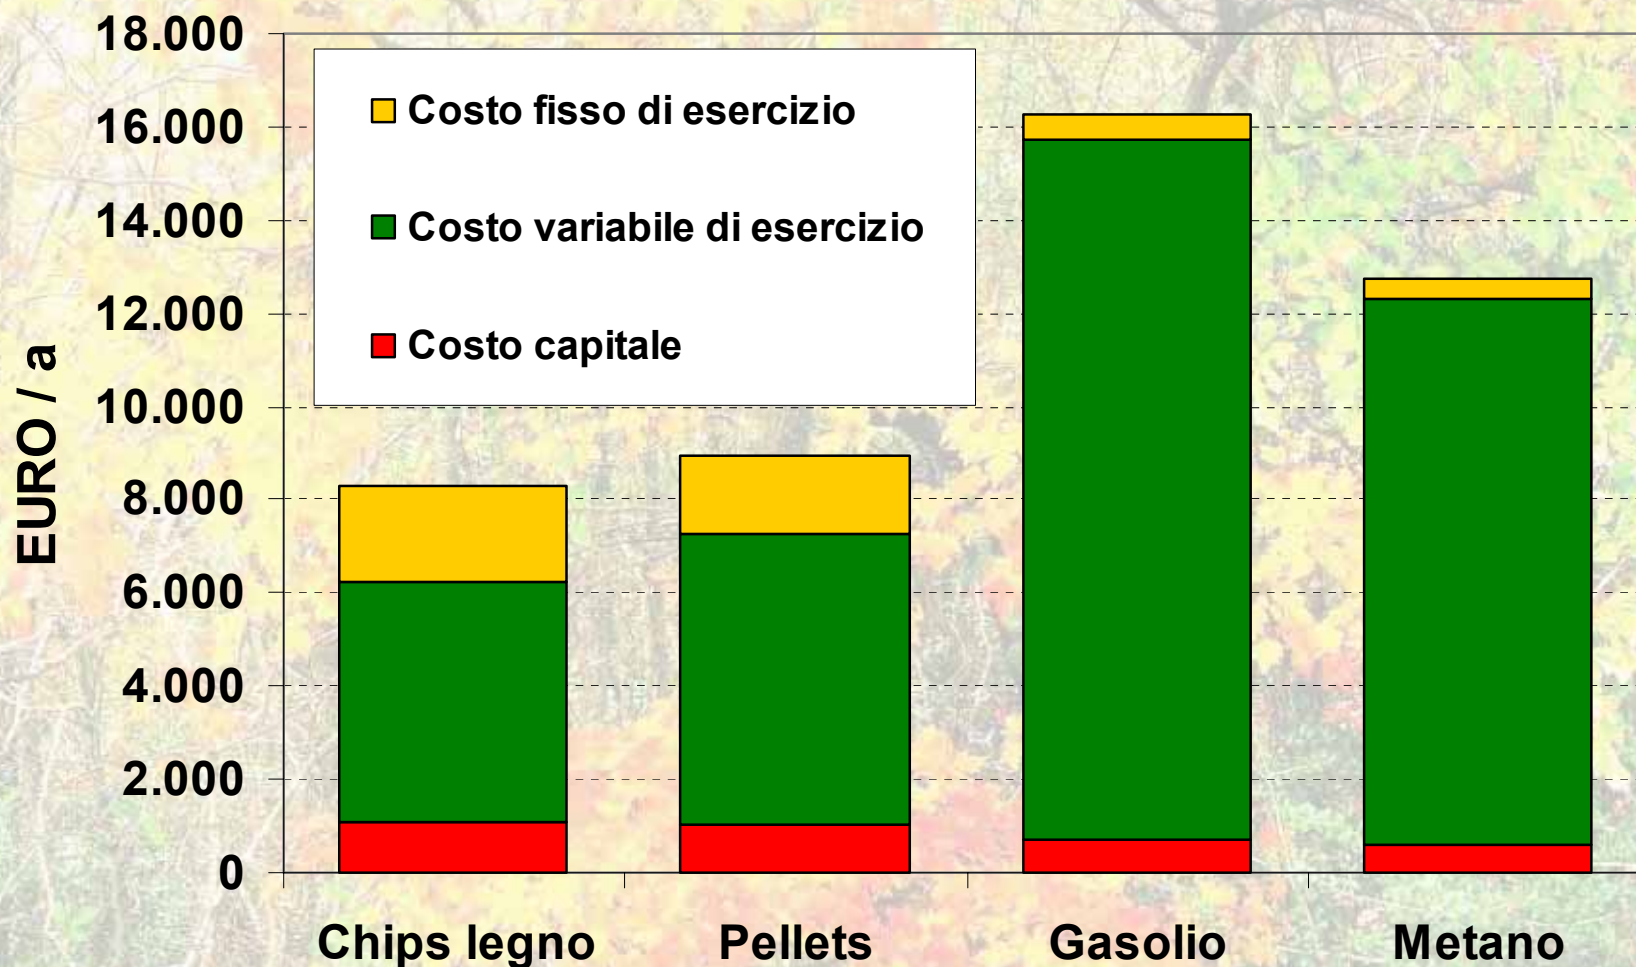 18.000
16.000
14.000
12.000
10.000
8.000
6.000
4.000
2.000
0
EURO / a
Costo fisso di esercizio
Costo variabile di esercizio
Costo capitale
Chips legno
Pellets
Gasolio
Metano